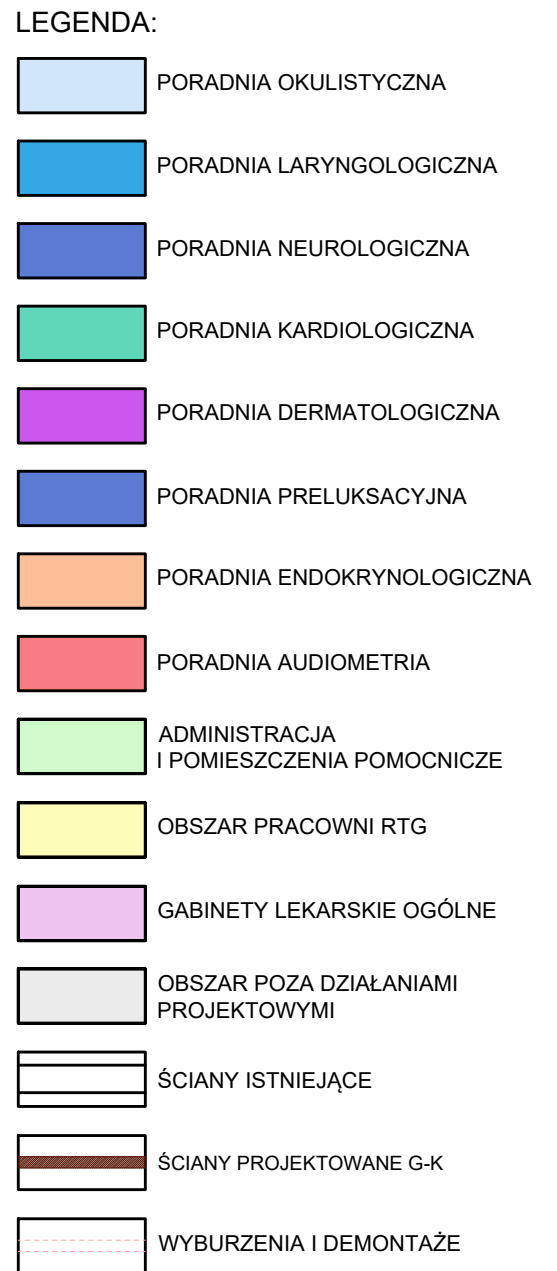 LEGENDA:
PORADNIA OKULISTYCZNA
PORADNIA LARYNGOLOGICZNA
PORADNIA NEUROLOGICZNA
PORADNIA KARDIOLOGICZNA
PORADNIA DERMATOLOGICZNA
PORADNIA PRELUKSACYJNA
PORADNIA ENDOKRYNOLOGICZNA
PORADNIA AUDIOMETRIA
ADMINISTRACJA
I POMIESZCZENIA POMOCNICZE
OBSZAR PRACOWNI RTG
GABINETY LEKARSKIE OGÓLNE
OBSZAR POZA DZIAŁANIAMI
PROJEKTOWYMI
ŚCIANY ISTNIEJĄCE
ŚCIANY PROJEKTOWANE G-K
WYBURZENIA I DEMONTAŻE